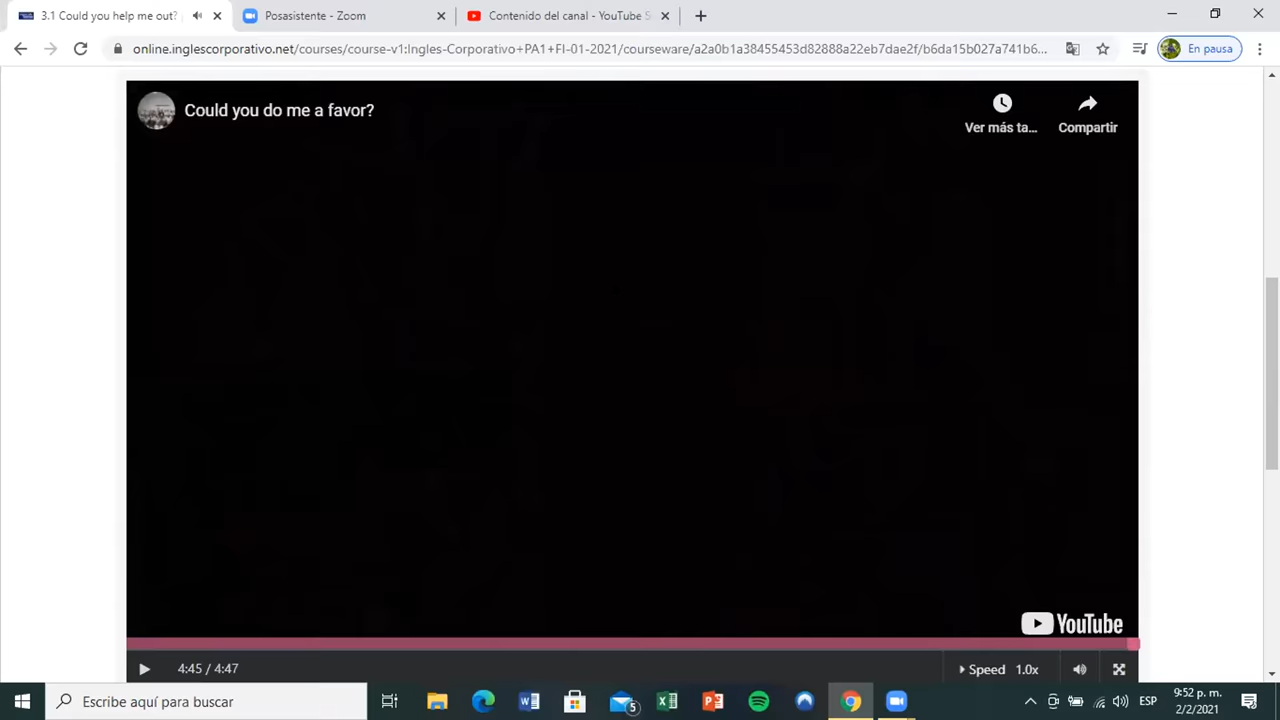 3.1 Could you help me out?
Posasistente - Zoom
Contenido del canal - YouTube S
online.inglescorporativo.net/courses/course-v1:Ingles-Corporativo+PA1+FI-01-2021/courseware/a2a0b1a38455453d82888a22eb7dae2f/b6da15b027a741b6...
En pausa
Could you do me a favor?
Ver más ta...
Compartir
YouTube
4:45 / 4:47
Speed 1.0x
Escribe aquí para buscar
5
ESP
9:52 p. m.
2/2/2021